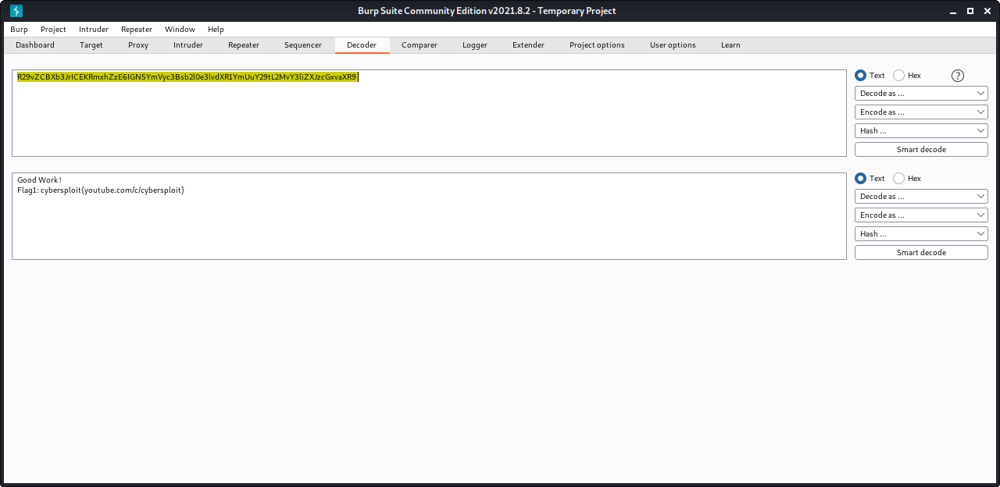 Burp Suite Community Edition v2021.8.2 - Temporary Project
Burp Project Intruder Repeater Window Help
Dashboard Target Proxy Intruder Repeater Sequencer Decoder Comparer Logger Extender Project options User options Learn
R29vZCBXb3JrICEKRmxhZzE6IGN5YmVyc3Bsb2l0e3lvdXR1YmUuY29tL2MvY3liZXJzcGxvaXR9
Text Hex ?
Decode as ...
Encode as ...
Hash ...
Smart decode
Good Work !
Flag1: cybersploit{youtube.com/c/cybersploit}
Text Hex
Decode as ...
Encode as ...
Hash ...
Smart decode